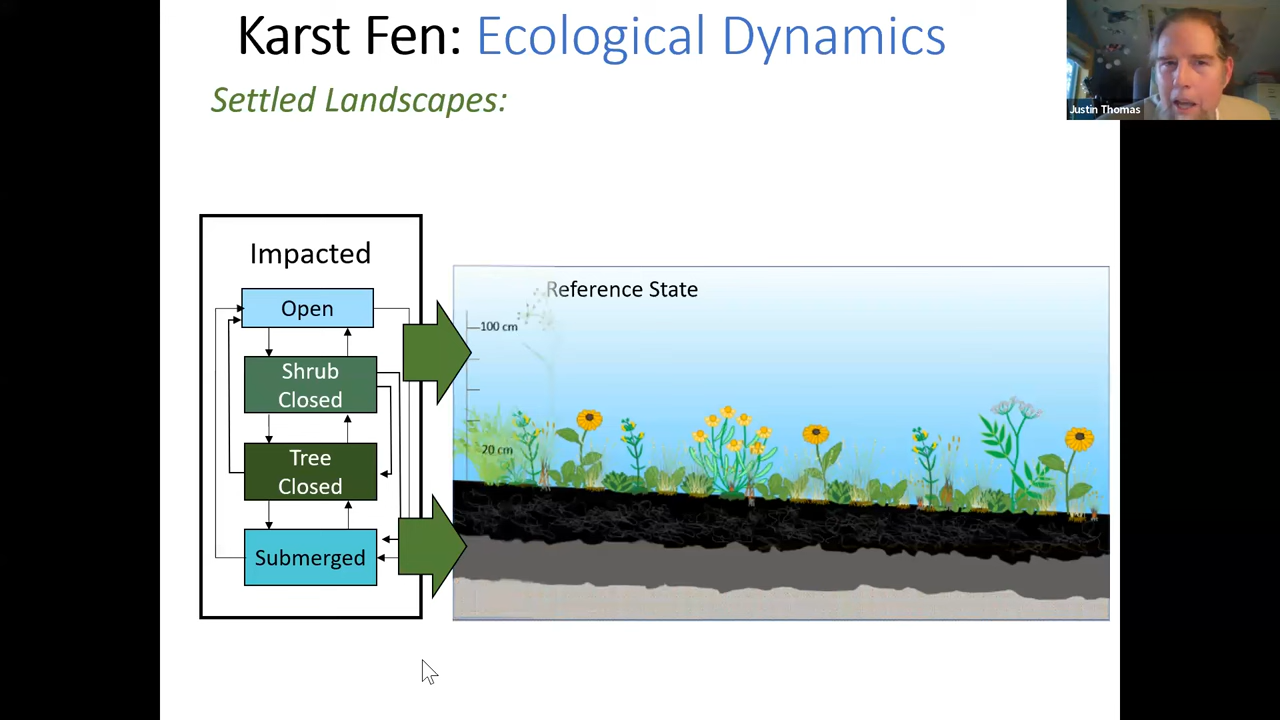 Karst Fen: Ecological Dynamics
Justin Thomas
Settled Landscapes:
Impacted
Open
Shrub
Closed
Tree
Closed
Submerged
Reference State
100 cm
20 cm